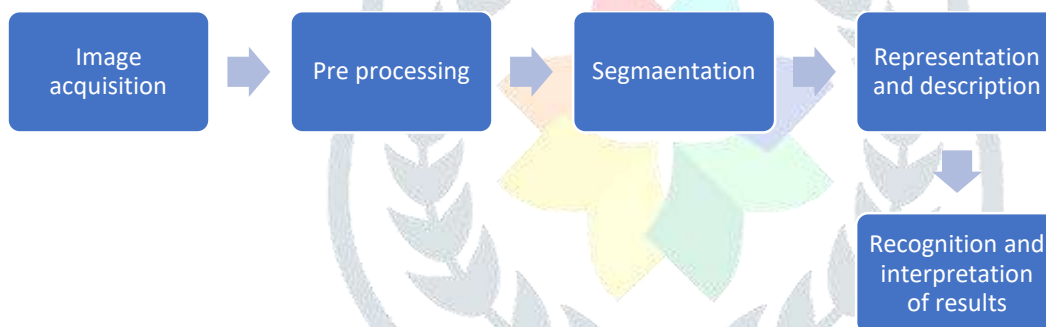 Image
acquisition
Pre processing
Segmaentation
Representation
and description
Recognition and
interpretation
of results